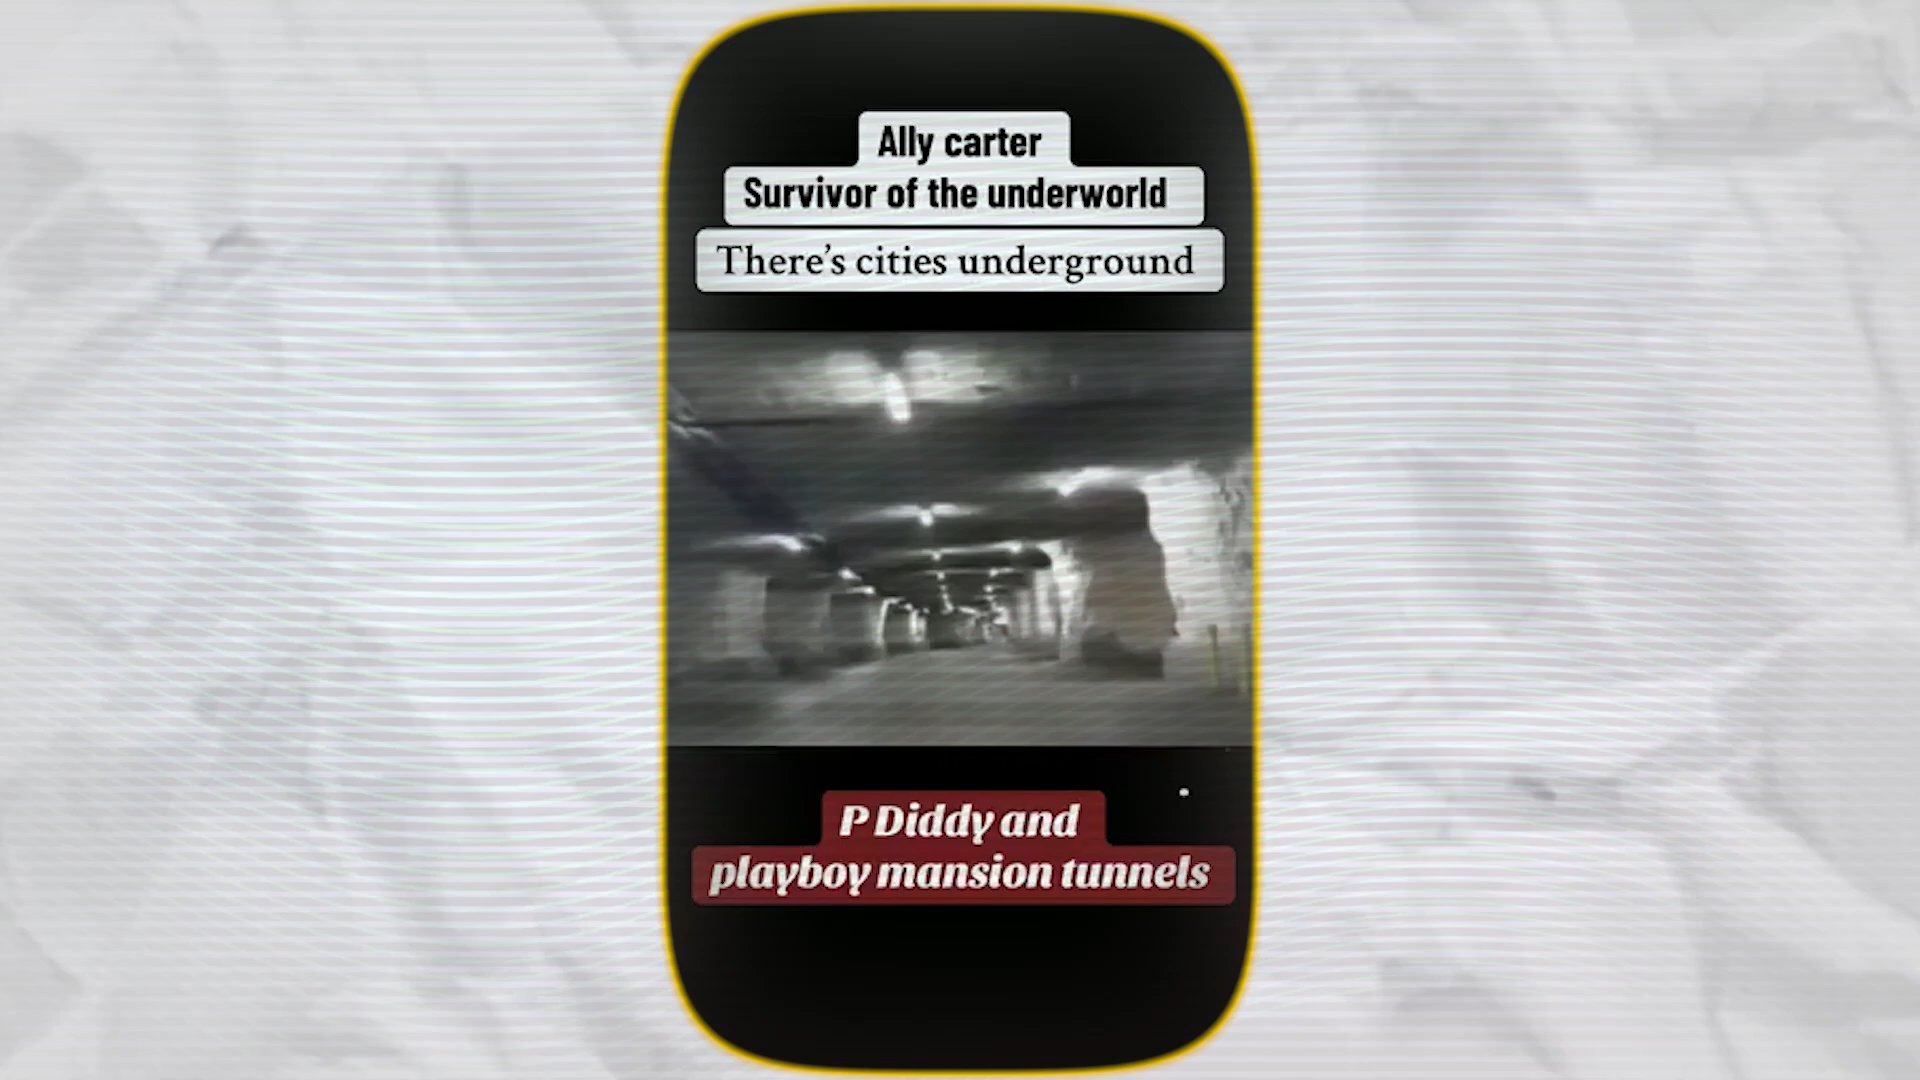 Ally carter
Survivor of the underworld
There's cities underground
P Diddy and
playboy mansion tunnels